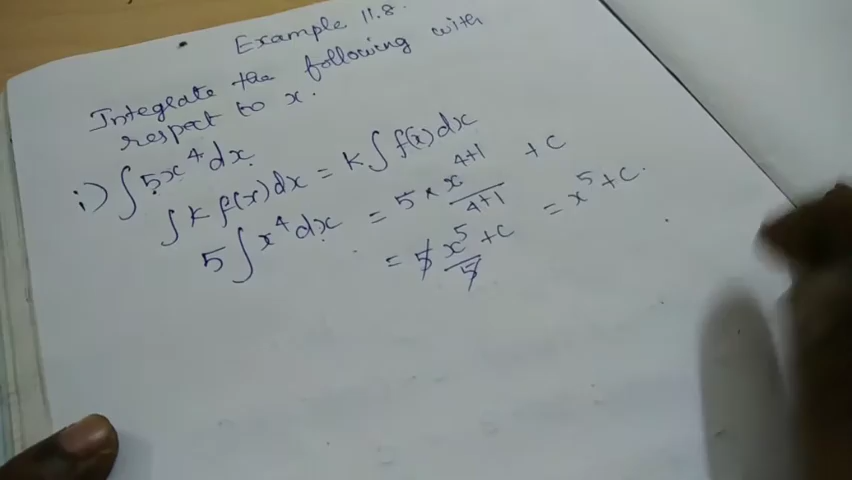 Example 11.8.
Integrate the following with
respect to x.
i) ∫ 5x⁴ dx.
∫ K f(x) dx = K ∫ f(x) dx
5 ∫ x⁴ dx = 5 × x⁴⁺¹/4+1 + C
= 5 x⁵/5 + C = x⁵ + C.